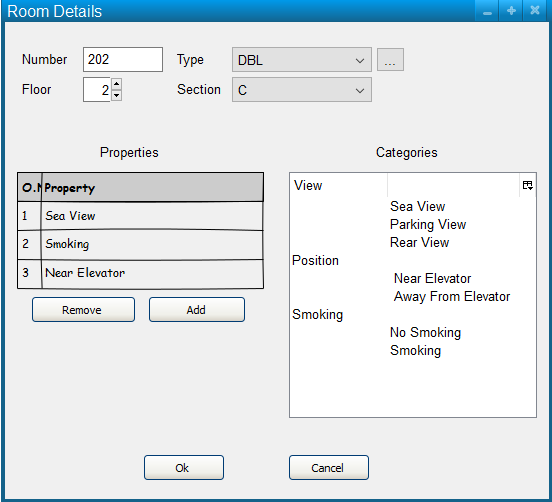 Room Details
Number 202 Type DBL ...
Floor 2 Section C
Properties
O.N Property
1 Sea View
2 Smoking
3 Near Elevator
Remove Add
Categories
View
Sea View
Parking View
Rear View
Position
Near Elevator
Away From Elevator
Smoking
No Smoking
Smoking
Ok Cancel